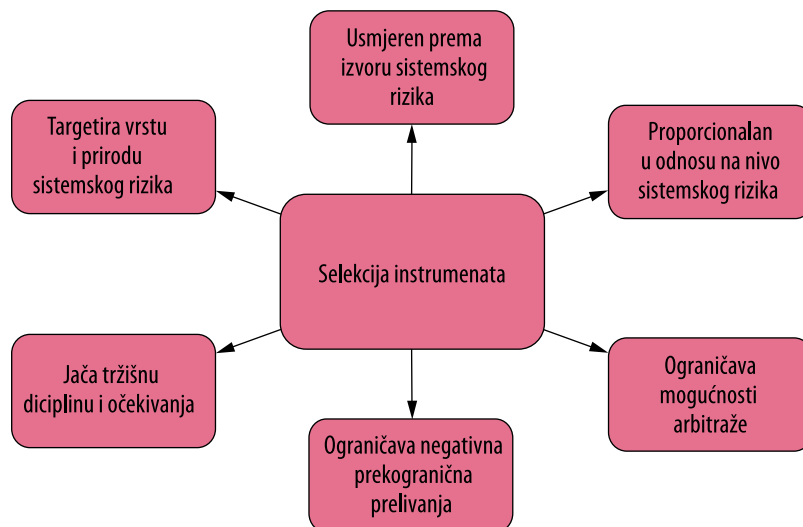 Usmjeren prema
izvoru sistemskog
rizika
Targetira vrstu
i prirodu
sistemskog rizika
Proporcionalan
u odnosu na nivo
sistemskog rizika
Selekcija instrumenata
Jača tržišnu
diciplinu i očekivanja
Ograničava
mogućnosti
arbitraže
Ograničava negativna
prekogranična
prelivanja